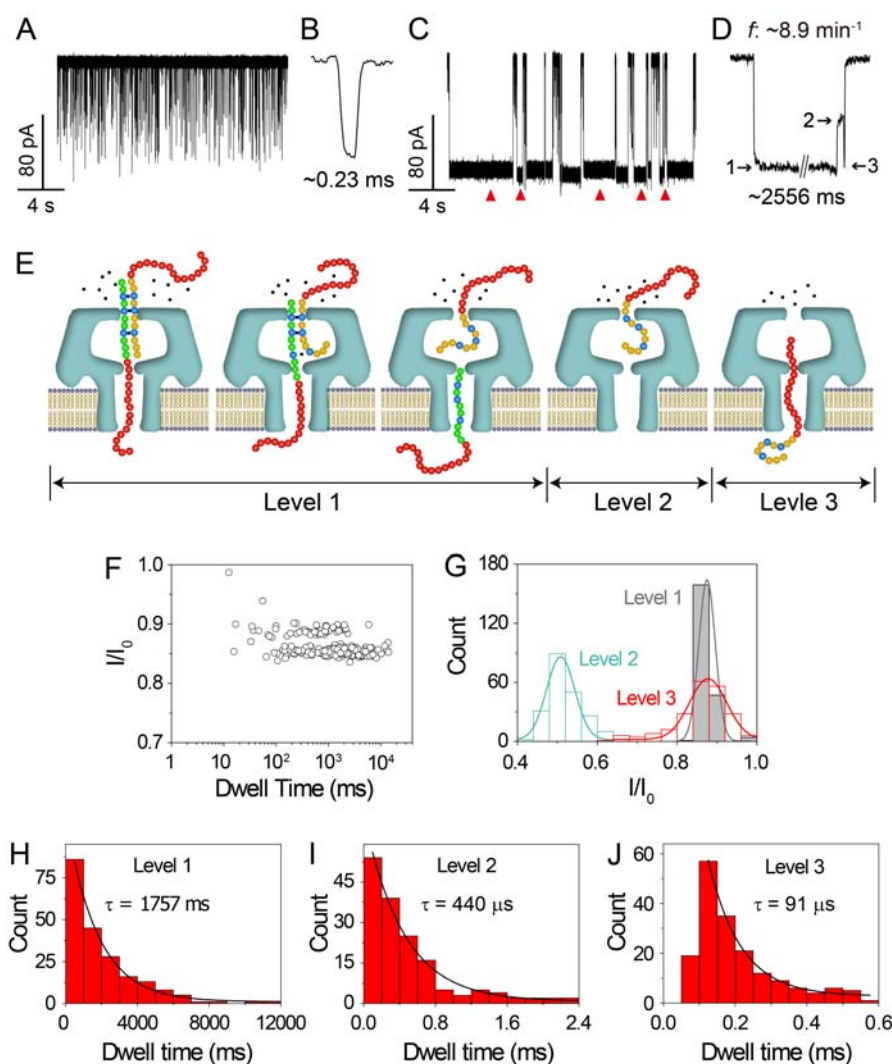 A
80 pA
4 s
B
~0.23 ms
C
80 pA
4 s
D
f: ~8.9 min⁻¹
1→
2→
→3
~2556 ms
E
Level 1
Level 2
Levle 3
F
1.0
0.9
0.8
0.7
I/I₀
1
10¹
10²
10³
10⁴
Dwell Time (ms)
G
180
120
60
0
Count
Level 1
Level 2
Level 3
0.4
0.6
0.8
1.0
I/I₀
H
Level 1
τ = 1757 ms
75
50
25
0
Count
0
4000
8000
12000
Dwell time (ms)
I
Level 2
τ = 440 μs
45
30
15
0
Count
0.0
0.8
1.6
2.4
Dwell time (ms)
J
Level 3
τ = 91 μs
60
40
20
0
Count
0.0
0.2
0.4
0.6
Dwell time (ms)